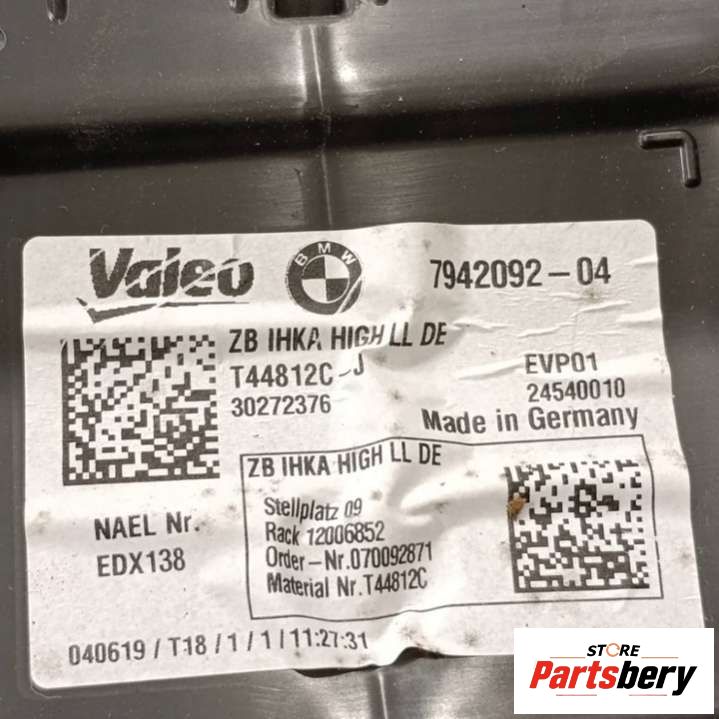 Valeo
BMW
7942092-04
ZB IHKA HIGH LL DE
T44812C-J
30272376
EVP01
24540010
Made in Germany
NAEL Nr.
EDX138
ZB IHKA HIGH LL DE
Stellplatz 09
Rack 12006852
Order-Nr.070092871
Material Nr.T44812C
040619 / T18 / 1 / 1 / 11:27:31
STORE
Partsbery